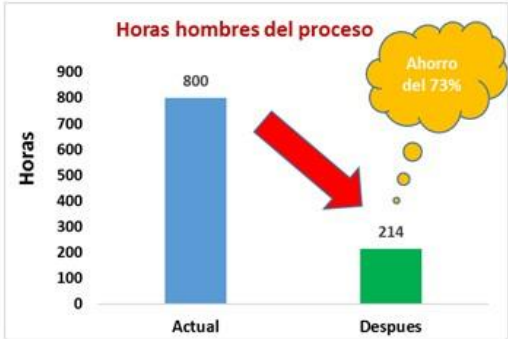 Horas hombres del proceso
Ahorro
del 73%
900
800
700
600
500
400
300
200
100
0
Horas
800
214
Actual
Despues